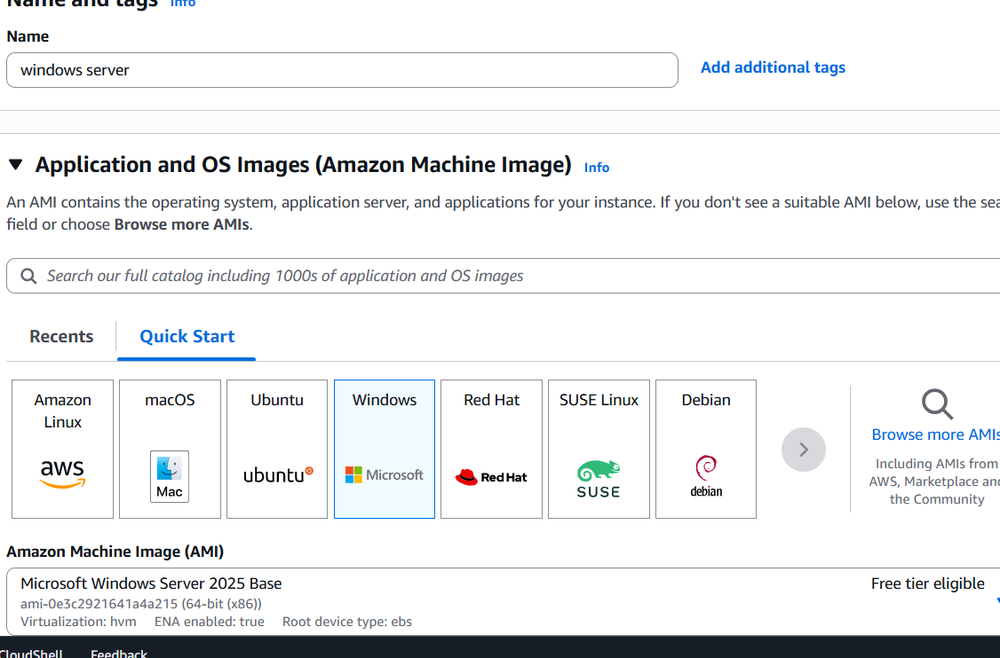 Name and tags Info
Name
windows server
Add additional tags
Application and OS Images (Amazon Machine Image) Info
An AMI contains the operating system, application server, and applications for your instance. If you don't see a suitable AMI below, use the
field or choose Browse more AMIs.
Search our full catalog including 1000s of application and OS images
Recents
Quick Start
Amazon
Linux
aws
macOS
Mac
Ubuntu
ubuntu
Windows
Microsoft
Red Hat
Red Hat
SUSE Linux
SUSE
Debian
debian
Browse more AMIs
Including AMIs from
AWS, Marketplace and
the Community
Amazon Machine Image (AMI)
Microsoft Windows Server 2025 Base
Free tier eligible
ami-0e3c2921641a4a215 (64-bit (x86))
Virtualization: hvm ENA enabled: true Root device type: ebs
CloudShell Feedback